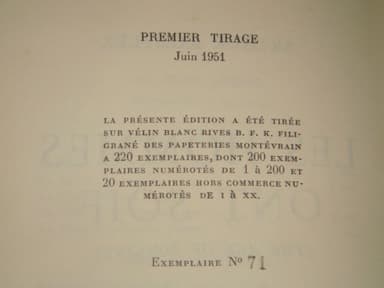 PREMIER TIRAGE
Juin 1951
LA PRÉSENTE ÉDITION A ÉTÉ TIRÉE
SUR VÉLIN BLANC RIVES B. F. K. FILI-
GRANÉ DES PAPETERIES MONTÉVRAIN
A 220 EXEMPLAIRES, DONT 200 EXEM-
PLAIRES NUMÉROTÉS DE 1 à 200 ET
20 EXEMPLAIRES HORS COMMERCE NU-
MÉROTÉS DE I à XX.
EXEMPLAIRE No 71